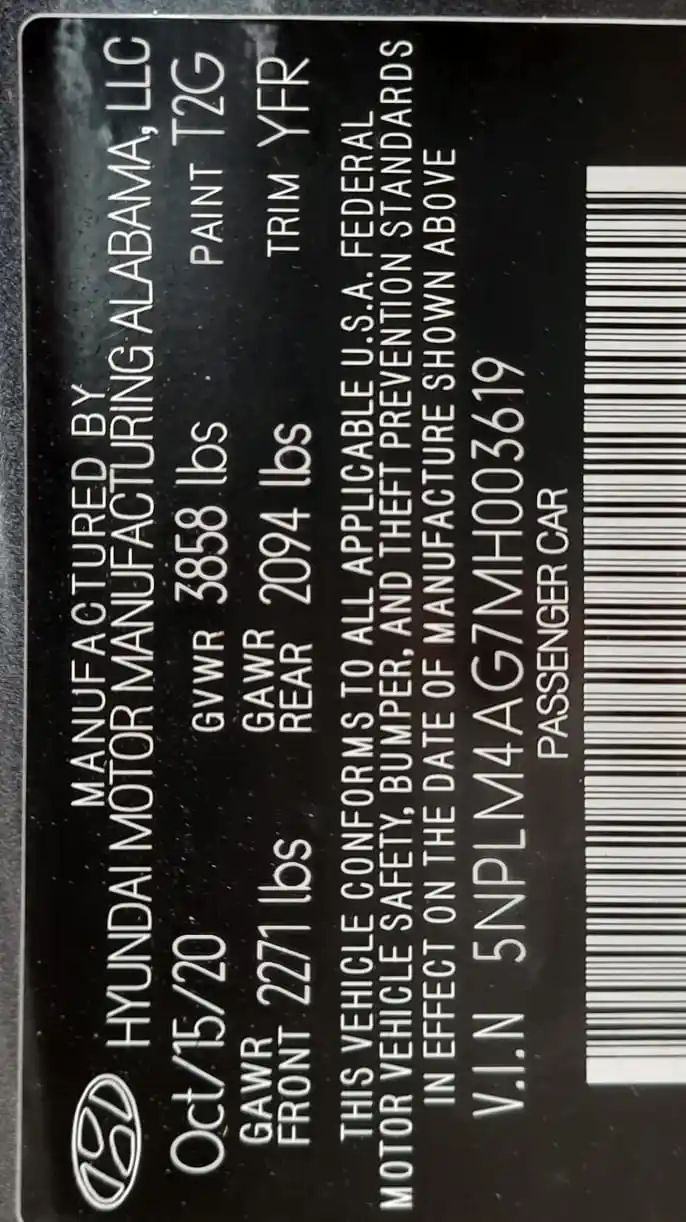 MANUFACTURED BY
HYUNDAI MOTOR MANUFACTURING ALABAMA, LLC
Oct/15/20 GVWR 3858 lbs PAINT T2G
GAWR FRONT 2271 lbs GAWR REAR 2094 lbs TRIM YFR
THIS VEHICLE CONFORMS TO ALL APPLICABLE U.S.A. FEDERAL
MOTOR VEHICLE SAFETY, BUMPER, AND THEFT PREVENTION STANDARDS
IN EFFECT ON THE DATE OF MANUFACTURE SHOWN ABOVE
V.I.N 5NPLM4AG7MH003619
PASSENGER CAR